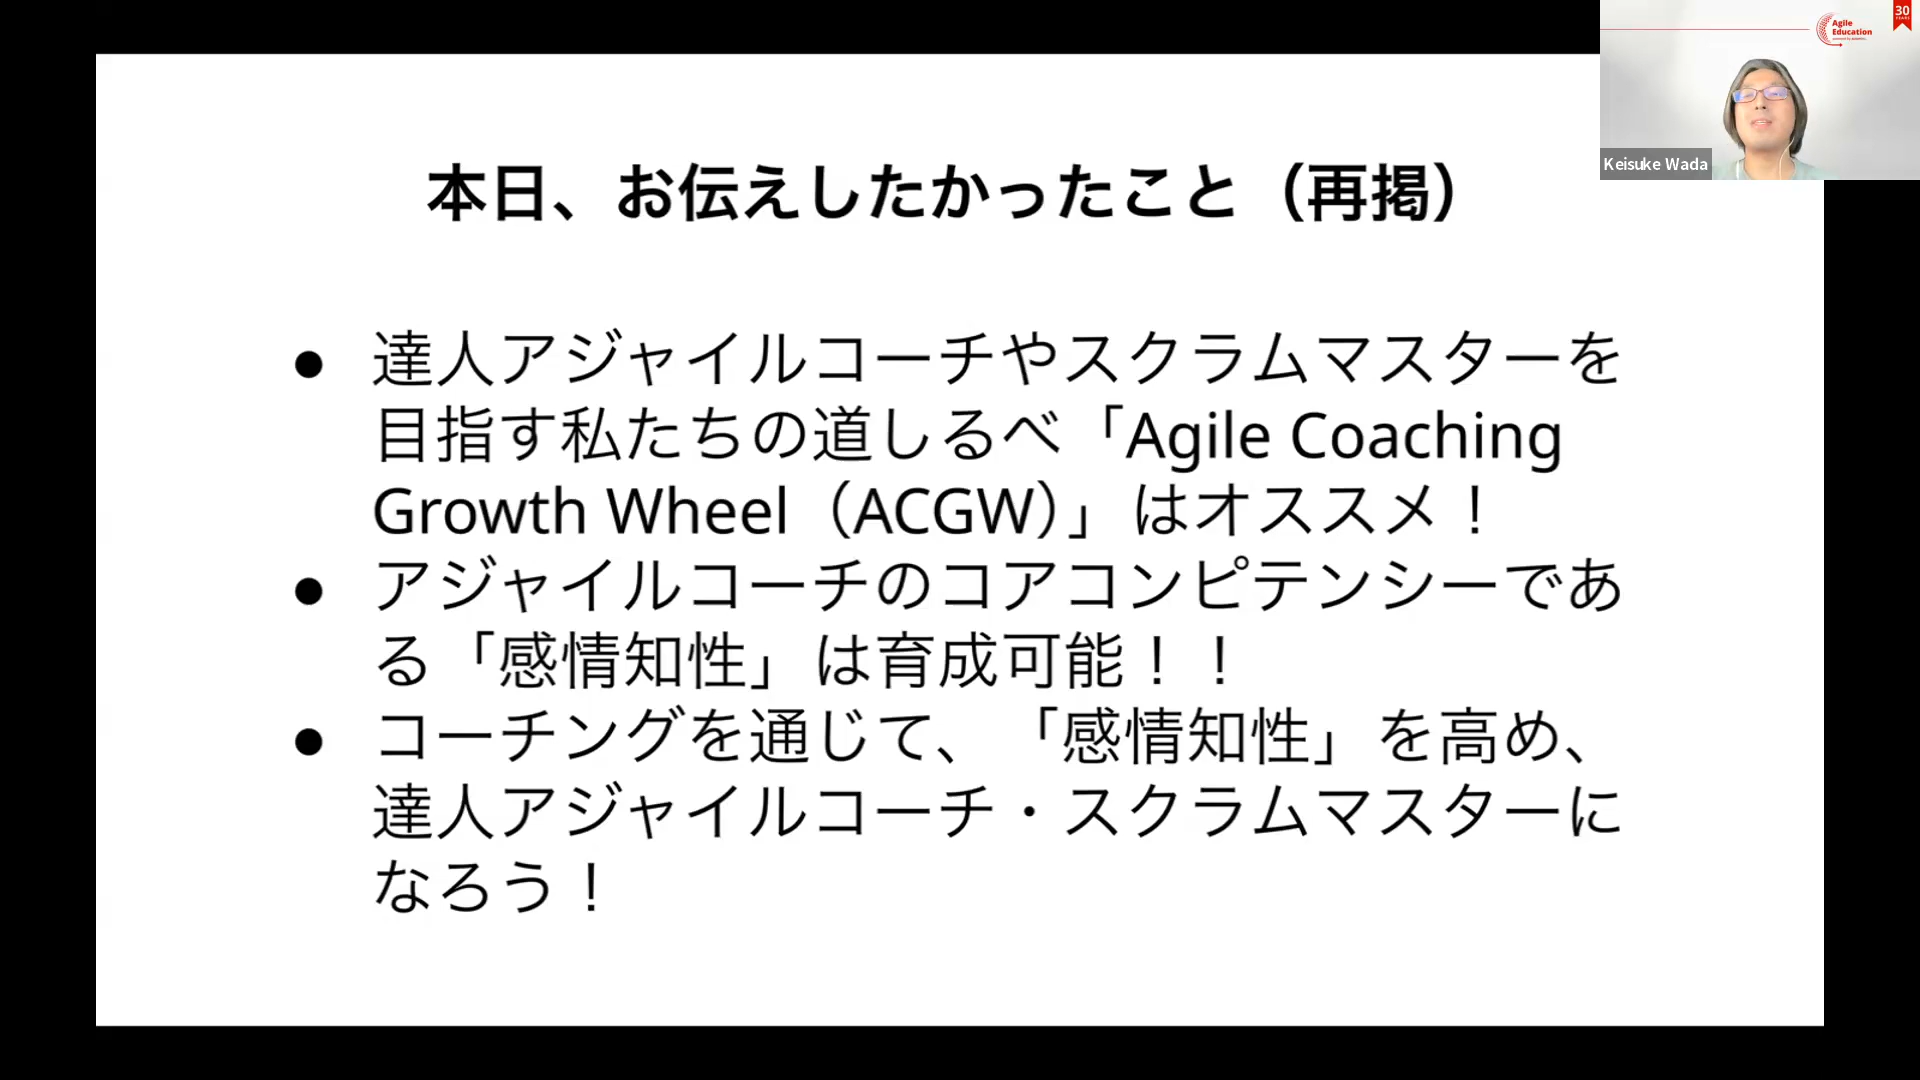 30
YEARS
Agile
Education
Keisuke Wada
本日、お伝えしたかったこと（再掲）
● 達人アジャイルコーチやスクラムマスターを
目指す私たちの道しるべ「Agile Coaching
Growth Wheel（ACGW）」はオススメ！
● アジャイルコーチのコアコンピテンシーであ
る「感情知性」は育成可能！！
● コーチングを通じて、「感情知性」を高め、
達人アジャイルコーチ・スクラムマスターに
なろう！